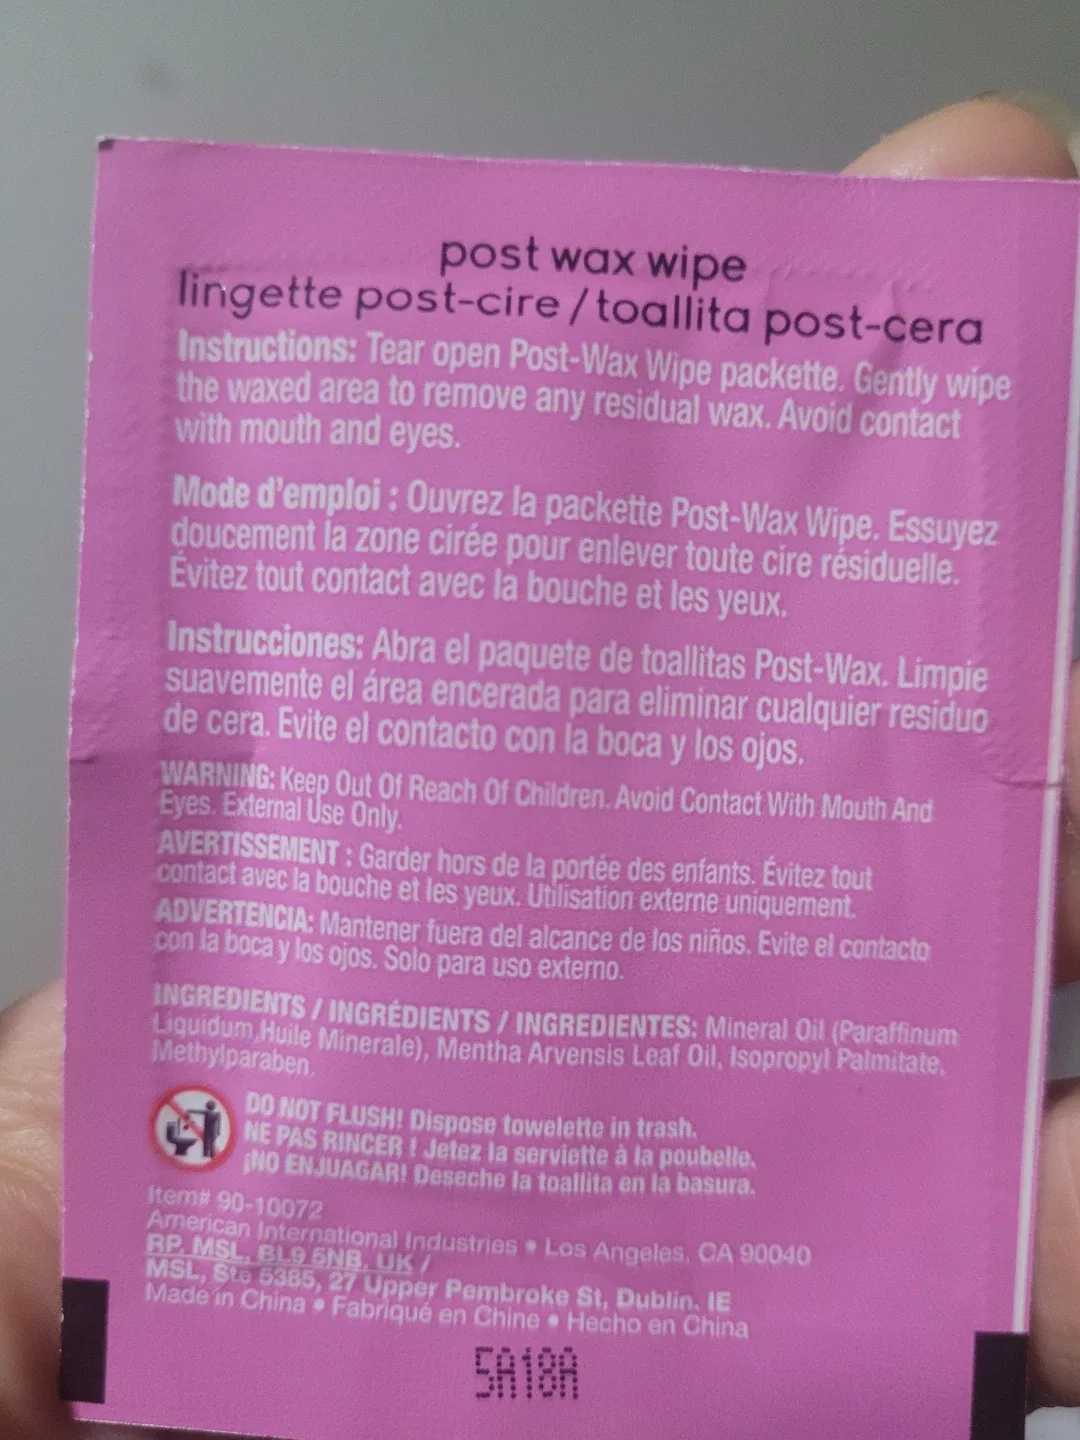 post wax wipe
lingette post-cire / toallita post-cera
Instructions: Tear open Post-Wax Wipe packette. Gently wipe
the waxed area to remove any residual wax. Avoid contact
with mouth and eyes.
Mode d'emploi : Ouvrez la packette Post-Wax Wipe. Essuyez
doucement la zone cirée pour enlever toute cire résiduelle.
Évitez tout contact avec la bouche et les yeux.
Instrucciones: Abra el paquete de toallitas Post-Wax. Limpie
suavemente el área encerada para eliminar cualquier residuo
de cera. Evite el contacto con la boca y los ojos.
WARNING: Keep Out Of Reach Of Children. Avoid Contact With Mouth And
Eyes. External Use Only.
AVERTISSEMENT : Garder hors de la portée des enfants. Évitez tout
contact avec la bouche et les yeux. Utilisation externe uniquement.
ADVERTENCIA: Mantener fuera del alcance de los niños. Evite el contacto
con la boca y los ojos. Solo para uso externo.
INGREDIENTS / INGRÉDIENTS / INGREDIENTES: Mineral Oil (Paraffinum
Liquidum,Huile Minerale), Mentha Arvensis Leaf Oil, Isopropyl Palmitate,
Methylparaben.
DO NOT FLUSH! Dispose towelette in trash.
NE PAS RINCER ! Jetez la serviette à la poubelle.
¡NO ENJUAGAR! Deseche la toallita en la basura.
Item# 90-10072
American International Industries • Los Angeles, CA 90040
RP, MSL, BL9 5NB, UK /
MSL, Ste 5385, 27 Upper Pembroke St, Dublin, IE
Made in China • Fabriqué en Chine • Hecho en China
5A18A